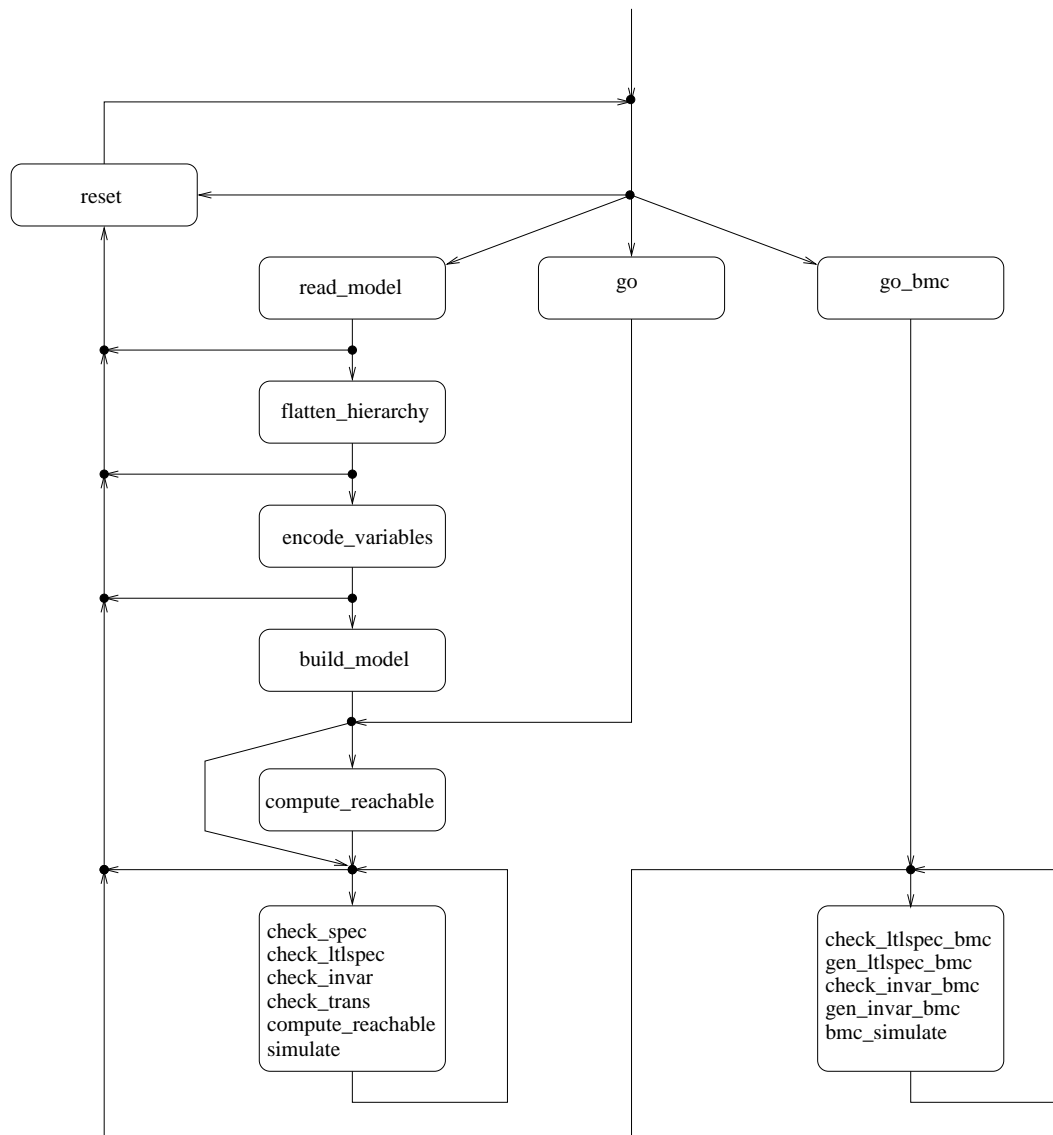 reset
read_model
go
go_bmc
flatten_hierarchy
encode_variables
build_model
compute_reachable
check_spec
check_ltlspec
check_invar
check_trans
compute_reachable
simulate
check_ltlspec_bmc
gen_ltlspec_bmc
check_invar_bmc
gen_invar_bmc
bmc_simulate